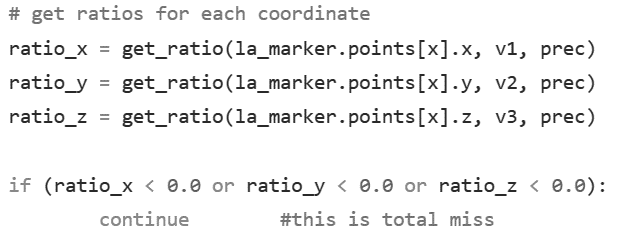 # get ratios for each coordinate
ratio_x = get_ratio(la_marker.points[x].x, v1, prec)
ratio_y = get_ratio(la_marker.points[x].y, v2, prec)
ratio_z = get_ratio(la_marker.points[x].z, v3, prec)

if (ratio_x < 0.0 or ratio_y < 0.0 or ratio_z < 0.0):
        continue        #this is total miss